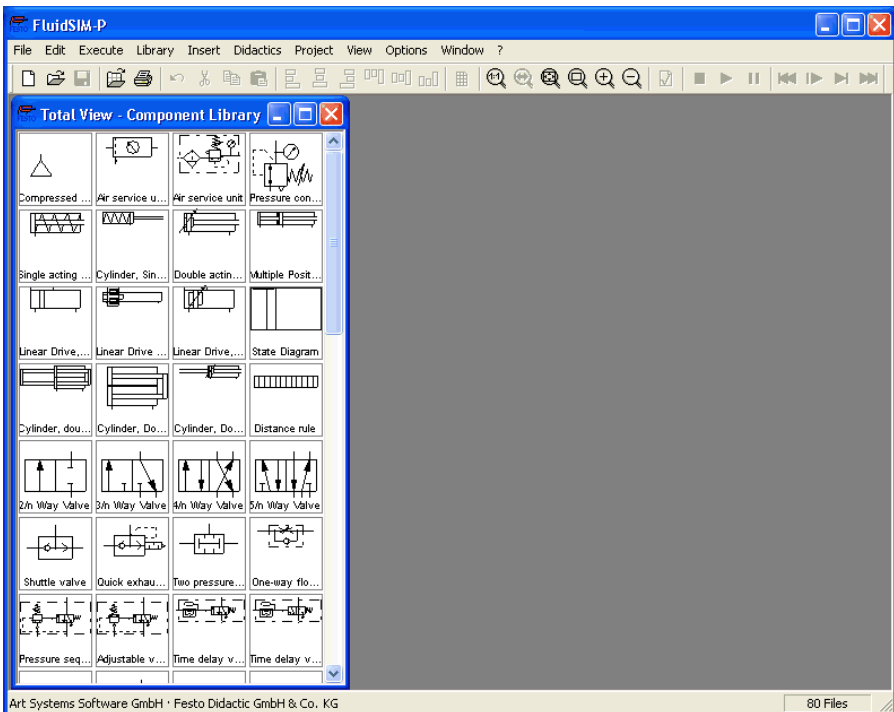 FluidSIM-P
File Edit Execute Library Insert Didactics Project View Options Window ?
Total View - Component Library
Compressed ... Air service u... Air service unit Pressure con...
Single acting ... Cylinder, Sin... Double actin... Multiple Posit...
Linear Drive,... Linear Drive ... Linear Drive,... State Diagram
Cylinder, dou... Cylinder, Do... Cylinder, Do... Distance rule
2/n Way Valve 3/n Way Valve 4/n Way Valve 5/n Way Valve
Shuttle valve Quick exhau... Two pressure... One-way flo...
Pressure seq... Adjustable v... Time delay v... Time delay v...
Art Systems Software GmbH · Festo Didactic GmbH & Co. KG 80 Files